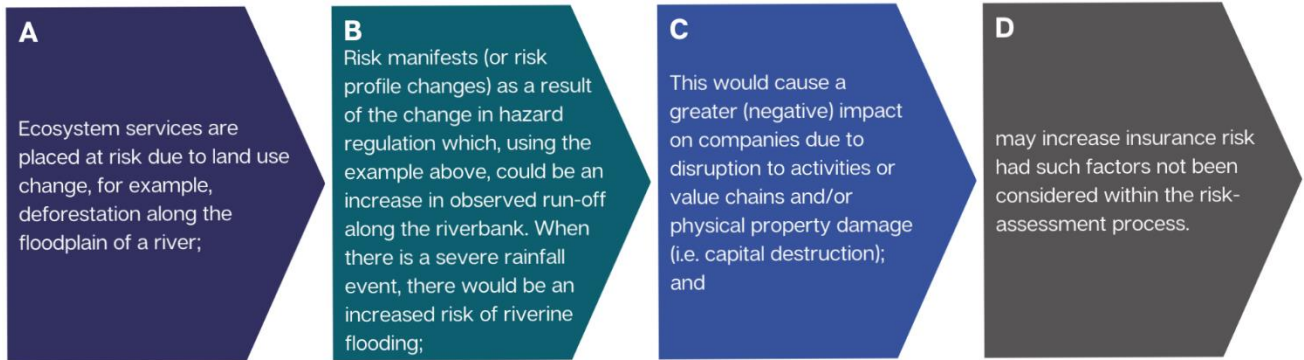 A
Ecosystem services are
placed at risk due to land use
change, for example,
deforestation along the
floodplain of a river;
B
Risk manifests (or risk
profile changes) as a result
of the change in hazard
regulation which, using the
example above, could be an
increase in observed run-off
along the riverbank. When
there is a severe rainfall
event, there would be an
increased risk of riverine
flooding;
C
This would cause a
greater (negative) impact
on companies due to
disruption to activities or
value chains and/or
physical property damage
(i.e. capital destruction);
and
D
may increase insurance risk
had such factors not been
considered within the risk-
assessment process.